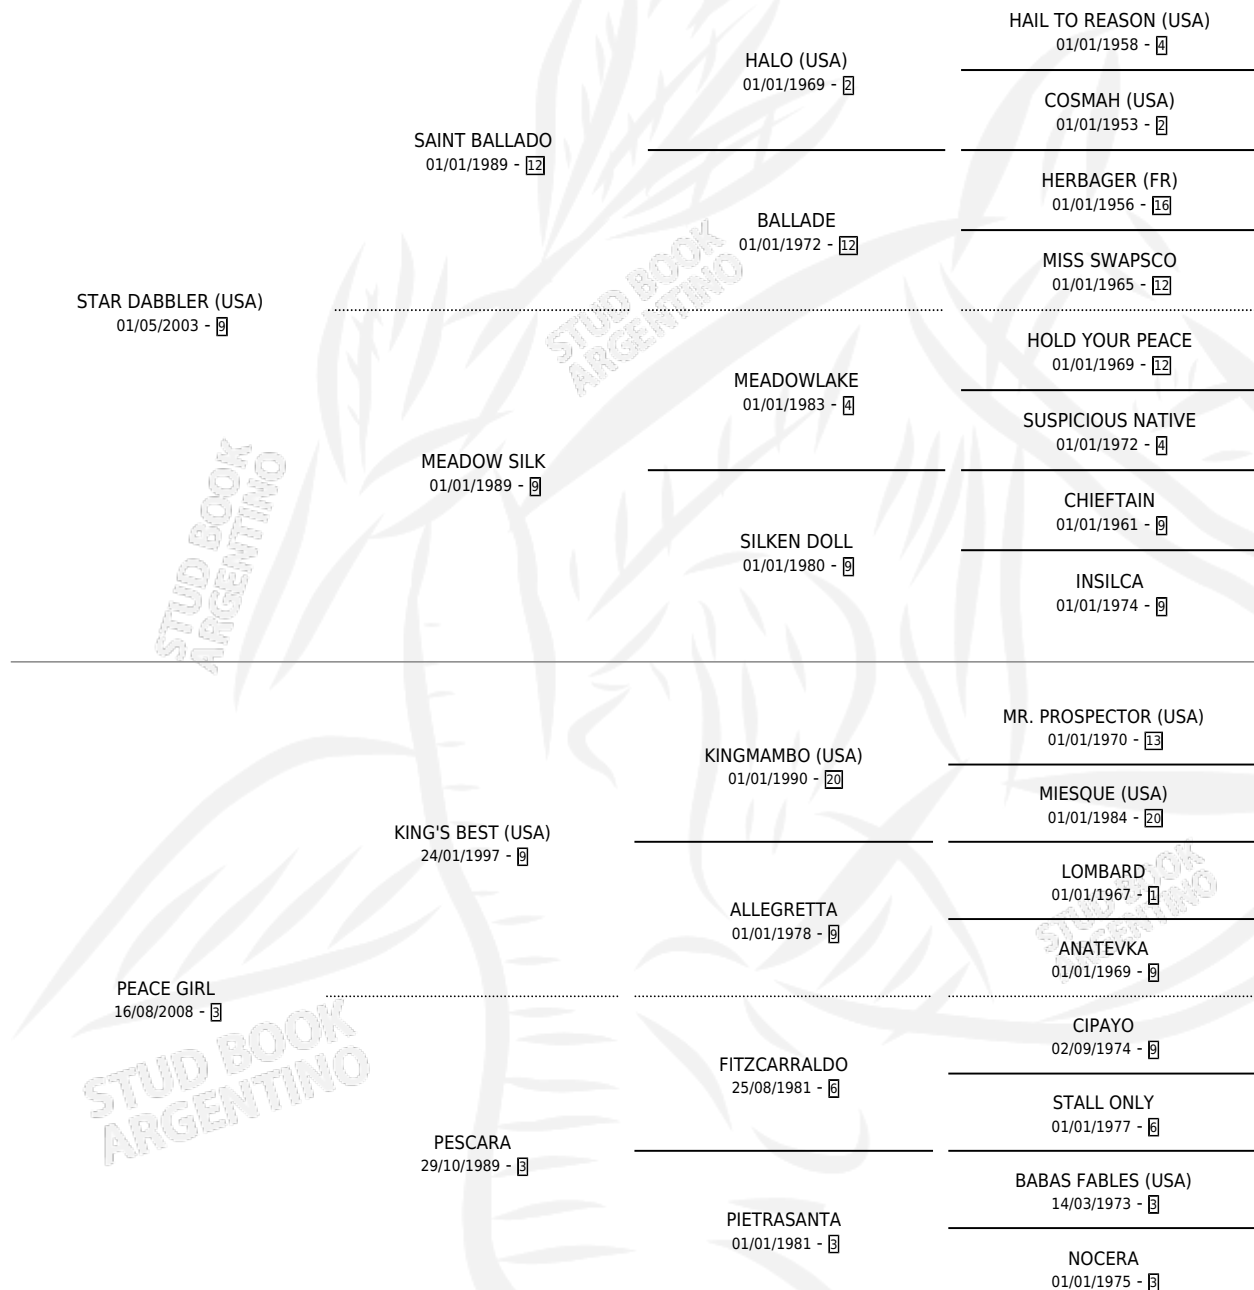 HAIL TO REASON (USA)
01/01/1958 - 4
HALO (USA)
01/01/1969 - 2
COSMAH (USA)
01/01/1953 - 2
SAINT BALLADO
01/01/1989 - 12
HERBAGER (FR)
01/01/1956 - 16
BALLADE
01/01/1972 - 12
MISS SWAPSCO
01/01/1965 - 12
STAR DABBLER (USA)
01/05/2003 - 9
HOLD YOUR PEACE
01/01/1969 - 12
MEADOWLAKE
01/01/1983 - 4
SUSPICIOUS NATIVE
01/01/1972 - 4
MEADOW SILK
01/01/1989 - 9
CHIEFTAIN
01/01/1961 - 9
SILKEN DOLL
01/01/1980 - 9
INSILCA
01/01/1974 - 9
MR. PROSPECTOR (USA)
01/01/1970 - 13
KINGMAMBO (USA)
01/01/1990 - 20
MIESQUE (USA)
01/01/1984 - 20
KING'S BEST (USA)
24/01/1997 - 9
LOMBARD
01/01/1967 - 1
ALLEGRETTA
01/01/1978 - 9
ANATEVKA
01/01/1969 - 9
PEACE GIRL
16/08/2008 - 3
CIPAYO
02/09/1974 - 9
FITZCARRALDO
25/08/1981 - 6
STALL ONLY
01/01/1977 - 6
PESCARA
29/10/1989 - 3
BABAS FABLES (USA)
14/03/1973 - 3
PIETRASANTA
01/01/1981 - 3
NOCERA
01/01/1975 - 3
STUD BOOK
ARGENTINO
STUD BOOK
ARGENTINO
STUD BOOK
ARGENTINO
STUD BOOK
ARGENTINO